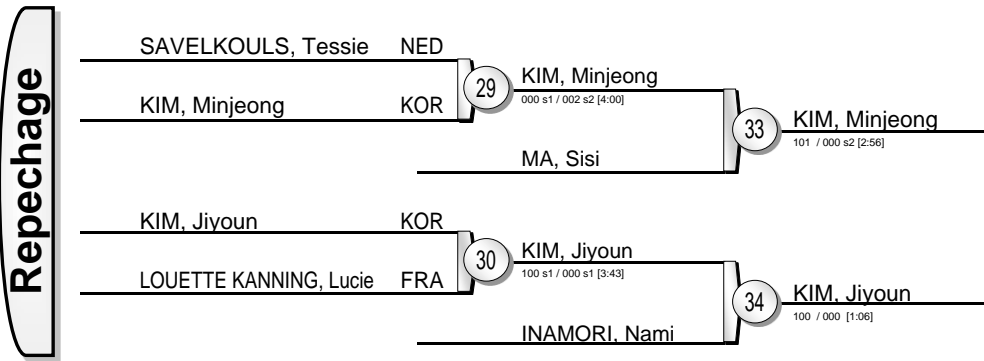 Repechage
SAVELKOULS, Tessie NED
KIM, Minjeong KOR
29
KIM, Minjeong
000 s1 / 002 s2 [4:00]
MA, Sisi
33
KIM, Minjeong
101 / 000 s2 [2:56]
KIM, Jiyoun KOR
LOUETTE KANNING, Lucie FRA
30
KIM, Jiyoun
100 s1 / 000 s1 [3:43]
INAMORI, Nami
34
KIM, Jiyoun
100 / 000 [1:06]